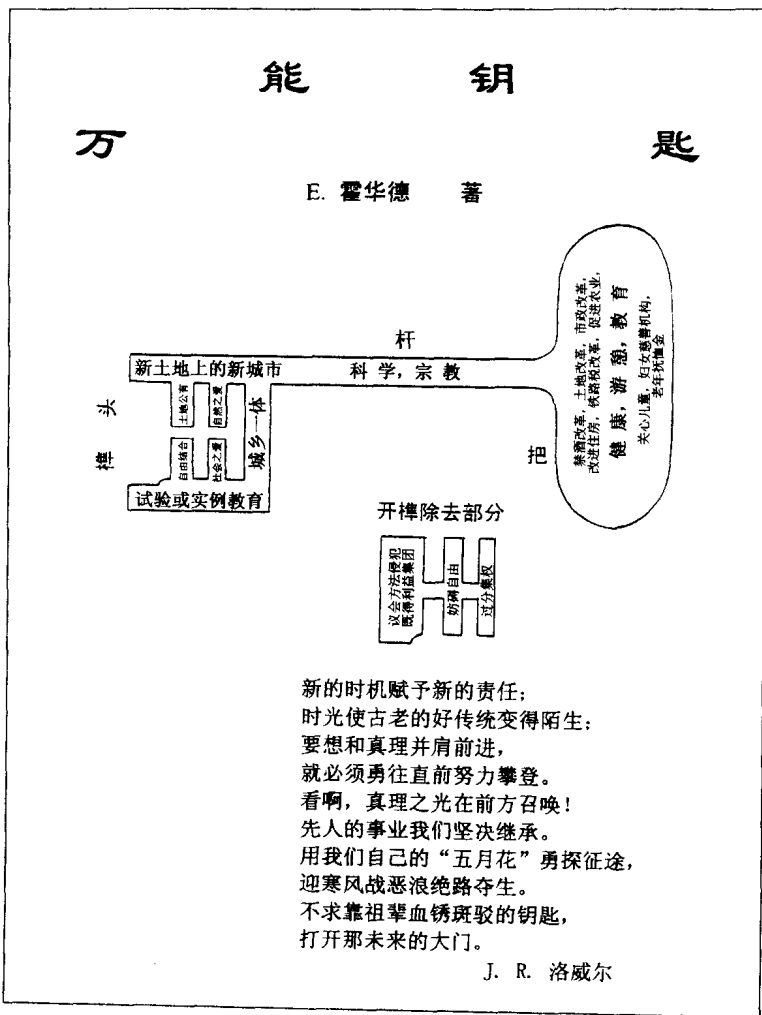 万能钥匙
E. 霍华德 著
杆
新土地上的新城市
科学，宗教
榫头
土地公有
自然之爱
自由结合
社会之爱
城乡一体
试验或实例教育
禁酒改革，土地改革，市政改革，
改进住房，铁路税改革，促进农业，
健康，游憩，教育
关心儿童，妇女慈善机构，
老年抚恤金
开榫除去部分
议会方法侵犯
既得利益集团
妨碍自由
过分集权
新的时机赋予新的责任；
时光使古老的好传统变得陌生；
要想和真理并肩前进，
就必须勇往直前努力攀登。
看啊，真理之光在前方召唤！
先人的事业我们坚决继承。
用我们自己的“五月花”勇探征途，
迎寒风战恶浪绝路夺生。
不求靠祖辈血锈斑驳的钥匙，
打开那未来的大门。
J. R. 洛威尔